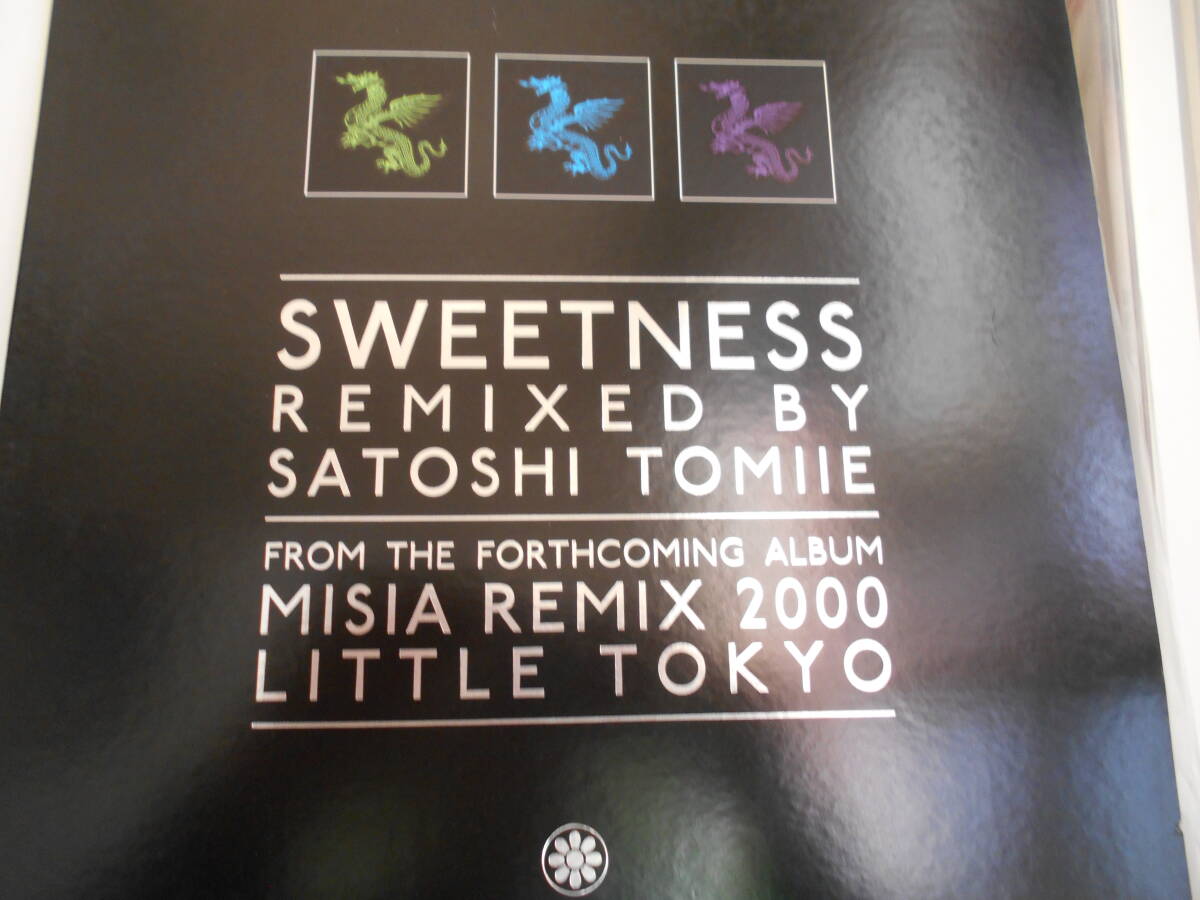 SWEETNESS
REMIXED BY
SATOSHI TOMIIE
FROM THE FORTHCOMING ALBUM
MISIA REMIX 2000
LITTLE TOKYO